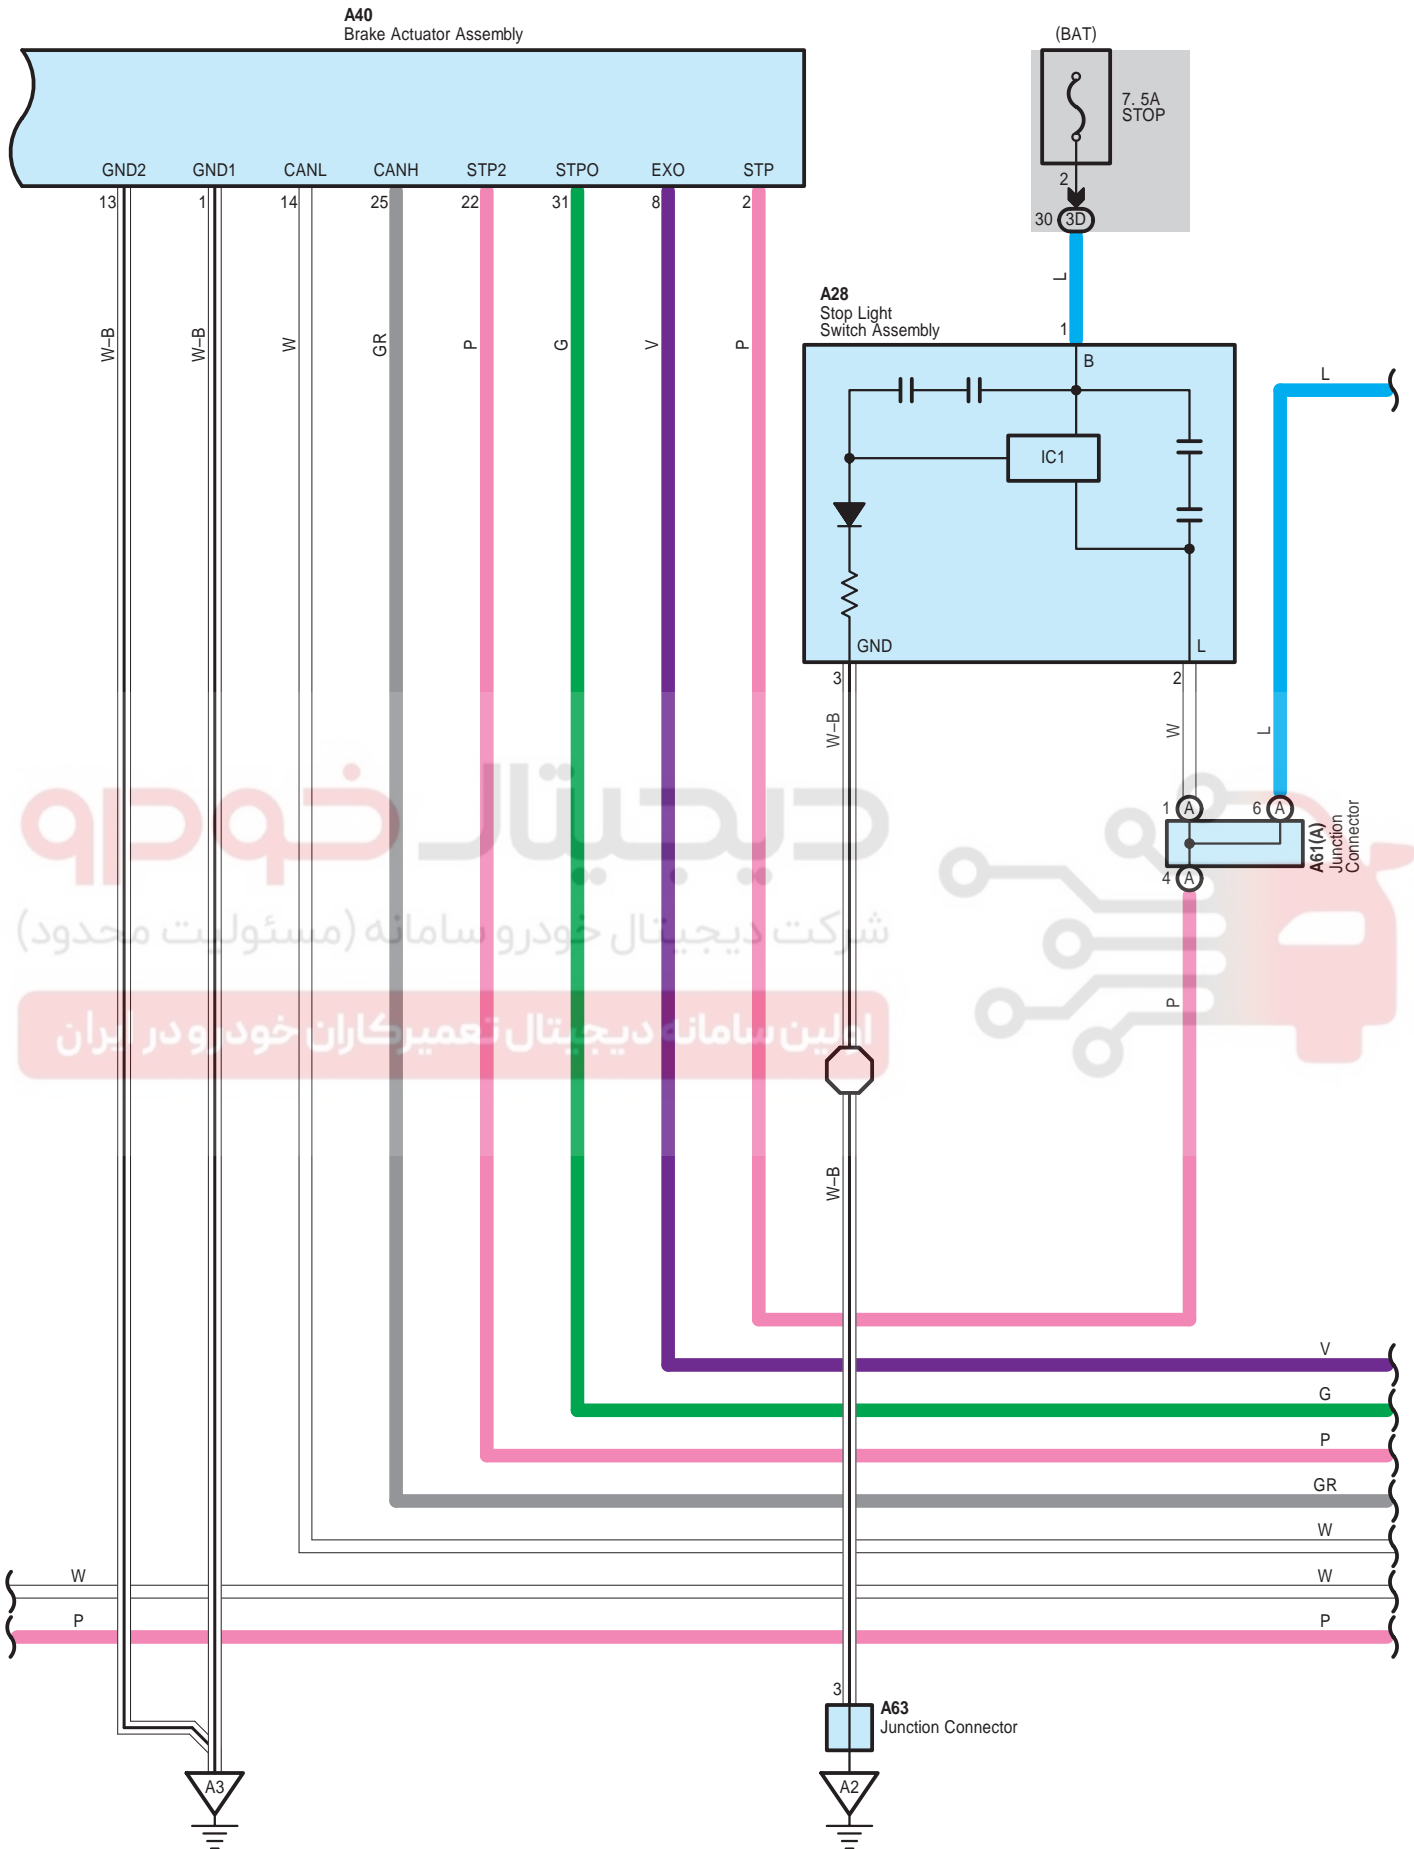 A40
Brake Actuator Assembly
(BAT)
7. 5A
STOP
GND2 GND1 CANL CANH STP2 STPO EXO STP
13 1 14 25 22 31 8 2
2
30 3D
L
A28
Stop Light
Switch Assembly
1
W–B W–B W GR P G V P
B
L
IC1
GND
L
3
2
W–B
W
L
دیجیتال خودرو
1 A
6 A
A61(A)
Junction
Connector
4 A
شرکت دیجیتال خودرو سامانه (مسئولیت محدود)
P
اولین سامانه دیجیتال تعمیرکاران خودرو در ایران
W–B
V
G
P
GR
W
W W
P P
3
A63
Junction Connector
A3
A2